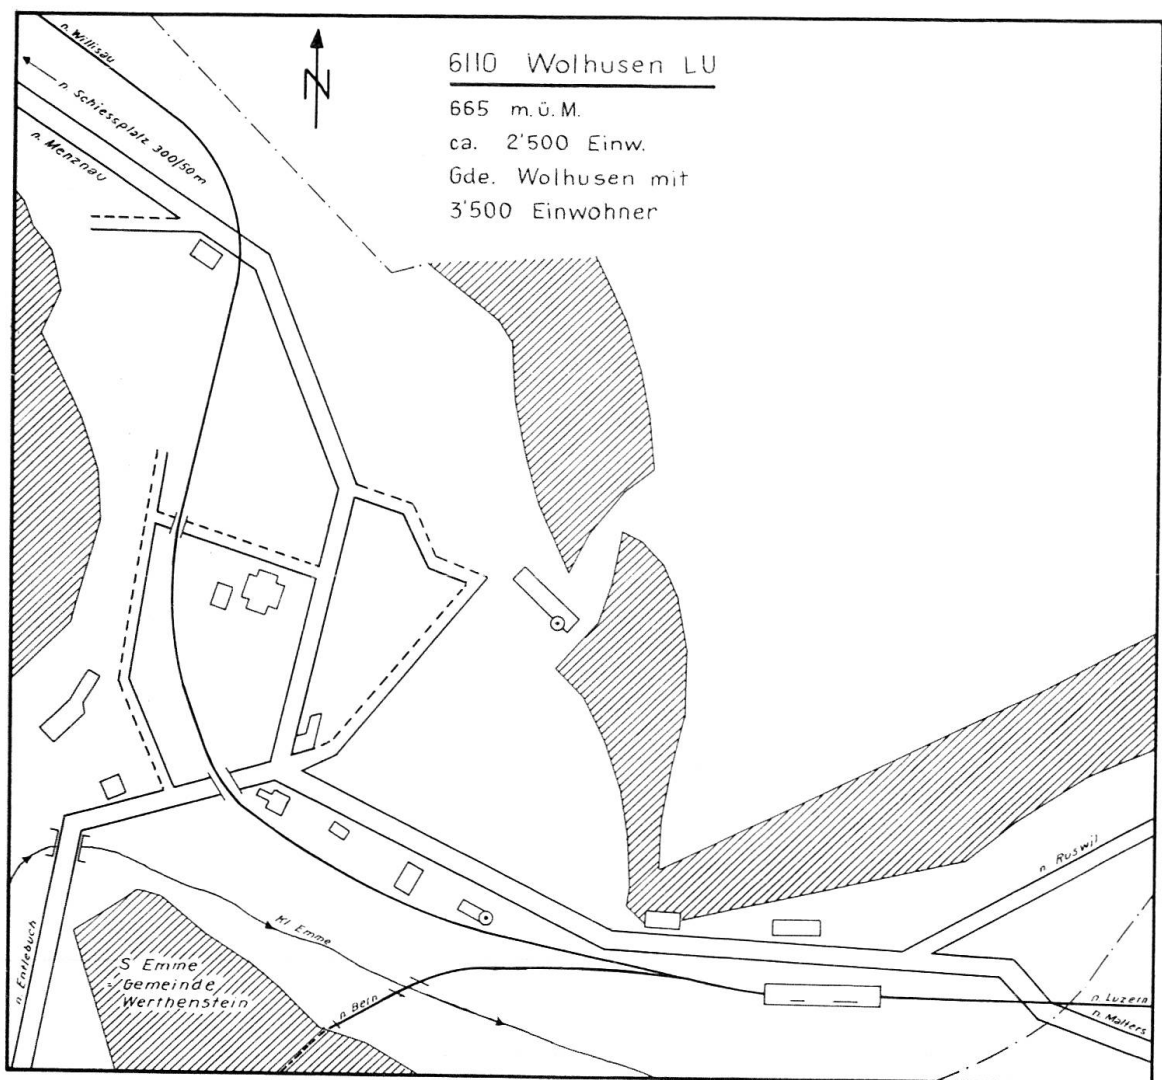 n. Willisau
n. Schiessplatz 300/50m
n. Menznau
N
6110 Wolhusen LU
665 m.ü.M.
ca. 2'500 Einw.
Gde. Wolhusen mit
3'500 Einwohner
n. Ruswil
n. Entlebuch
Kl Emme
S Emme
= Gemeinde
Werthenstein
n. Bern
n. Luzern
n. Malters